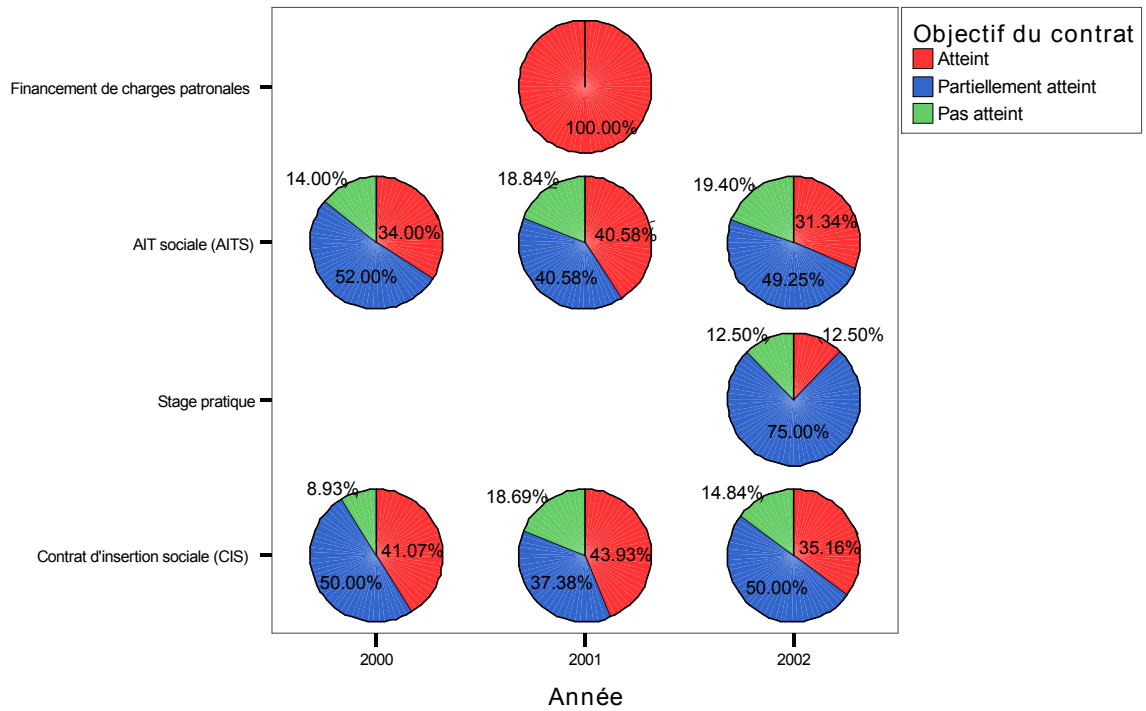 Objectif du contrat
Atteint
Partiellement atteint
Pas atteint
Financement de charges patronales
100.00%
AIT sociale (AITS)
14.00%
34.00%
52.00%
18.84%
40.58%
40.58%
19.40%
31.34%
49.25%
Stage pratique
12.50%
12.50%
75.00%
Contrat d'insertion sociale (CIS)
8.93%
41.07%
50.00%
18.69%
43.93%
37.38%
14.84%
35.16%
50.00%
2000
2001
2002
Année